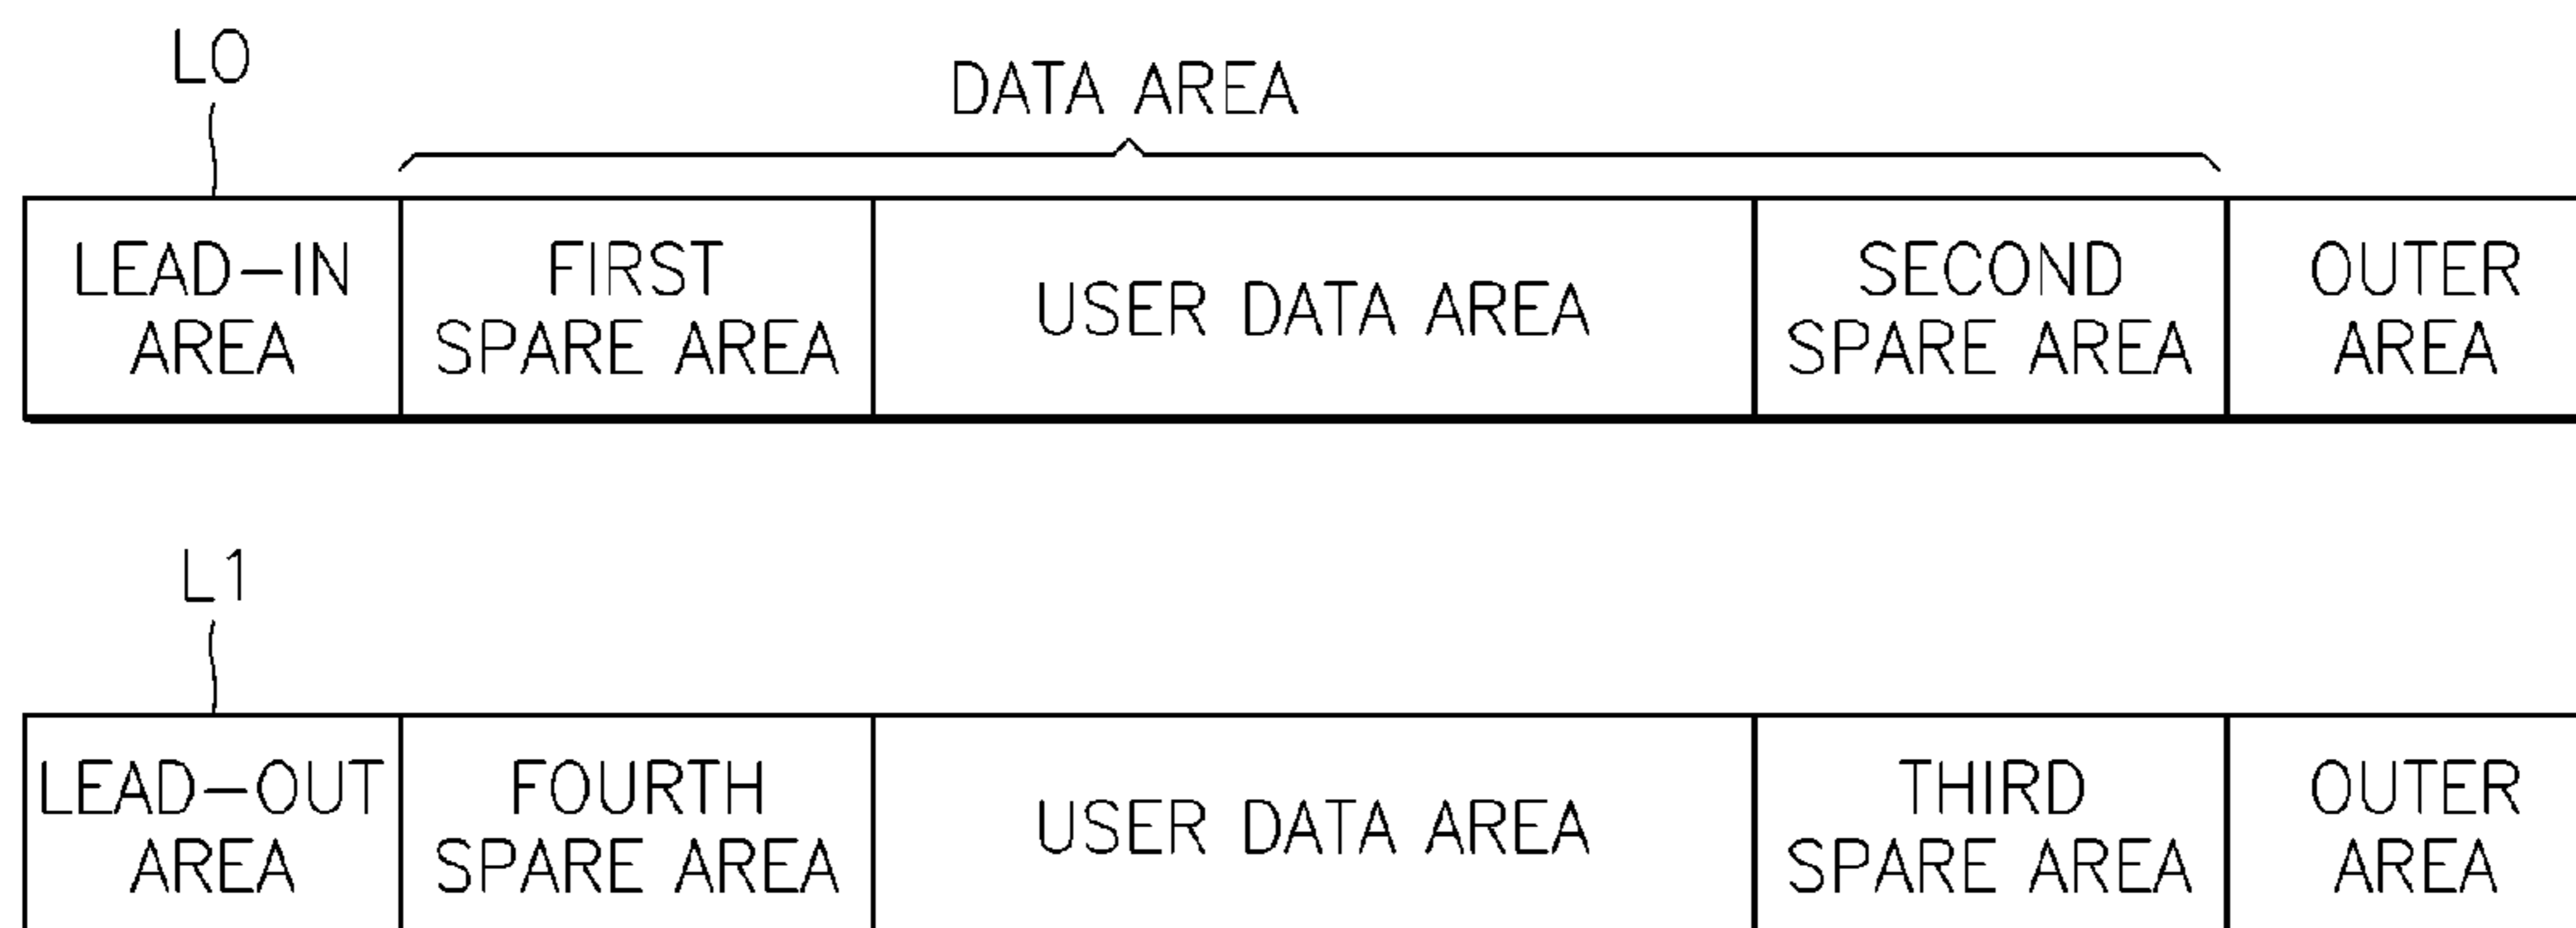 L0
DATA AREA
LEAD-IN
AREA
FIRST
SPARE AREA
USER DATA AREA
SECOND
SPARE AREA
OUTER
AREA
L1
LEAD-OUT
AREA
FOURTH
SPARE AREA
USER DATA AREA
THIRD
SPARE AREA
OUTER
AREA